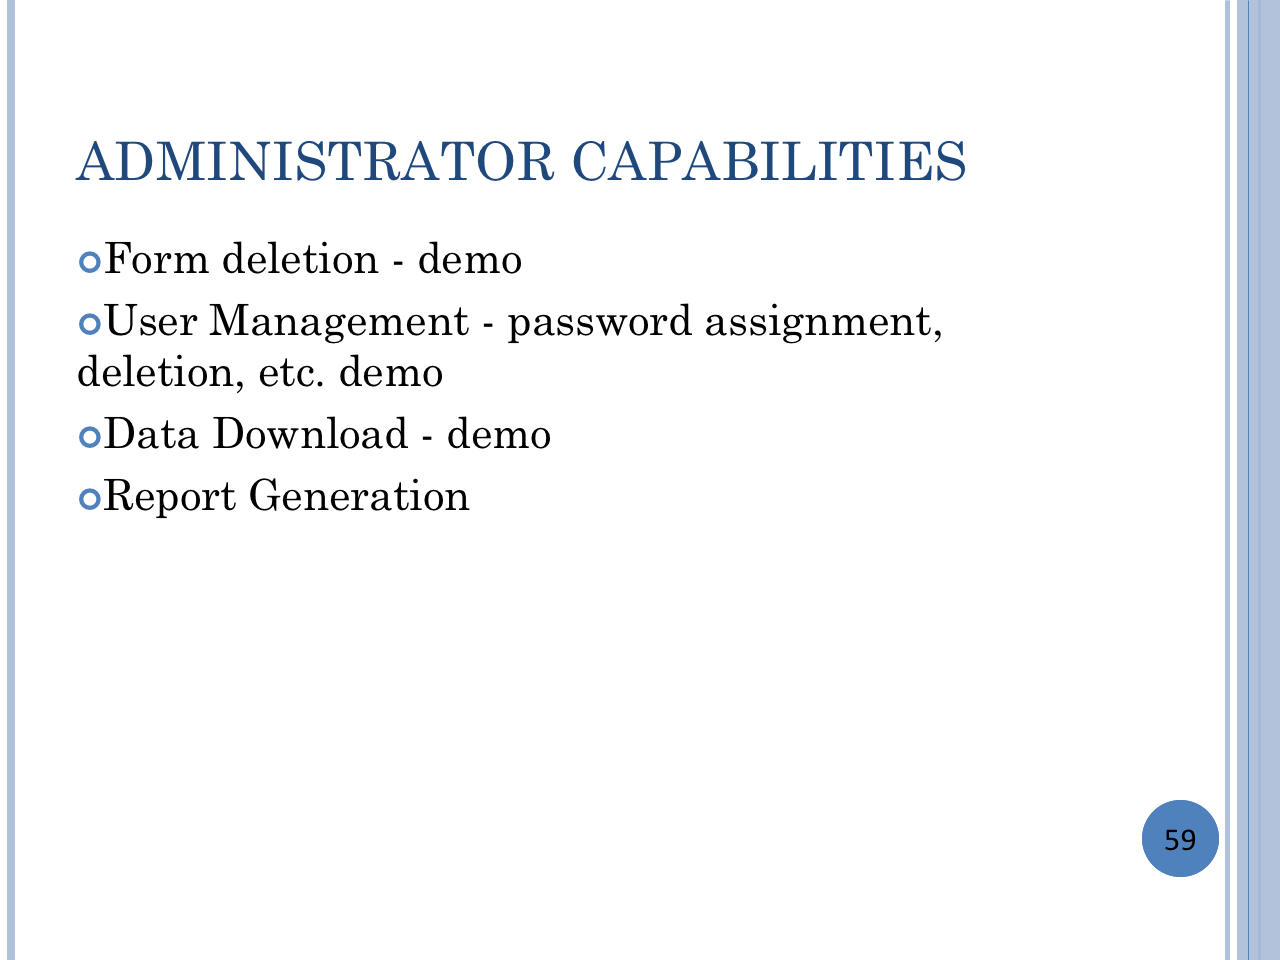 ADMINISTRATOR CAPABILITIES
Form deletion - demo
User Management - password assignment,
deletion, etc. demo
Data Download - demo
Report Generation
59